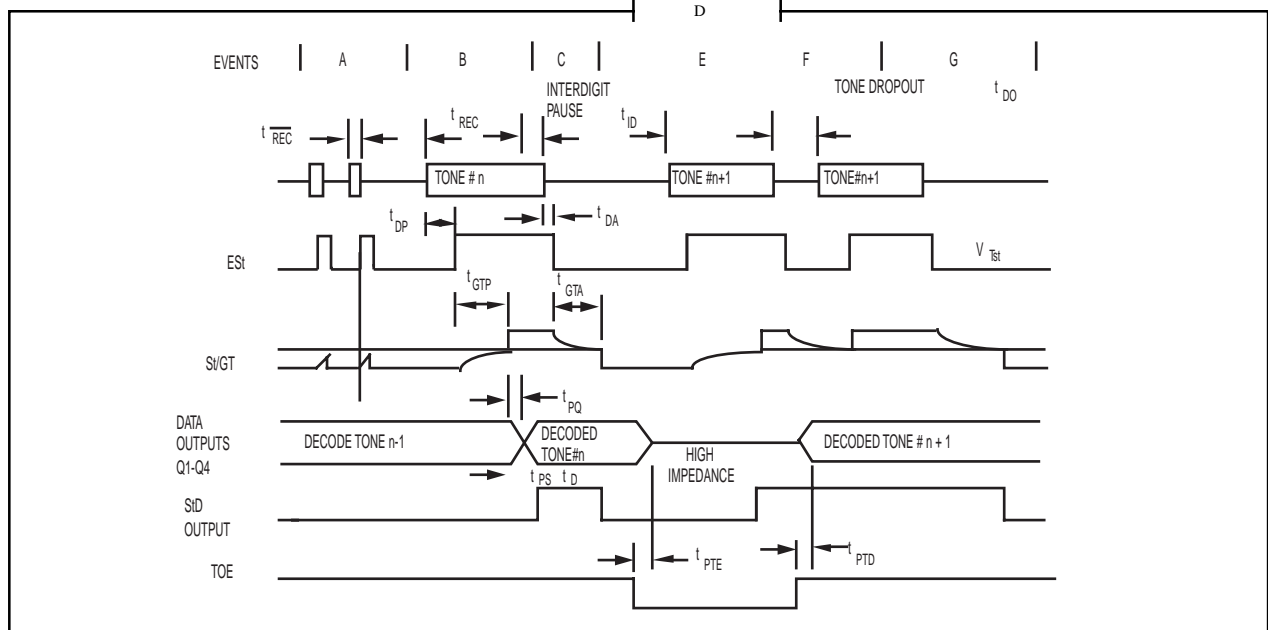 D
EVENTS A B C E F G
INTERDIGIT PAUSE
TONE DROPOUT
t DO
t REC
t REC
t ID
TONE # n
TONE #n+1
TONE#n+1
t DP
t DA
ESt
V Tst
t GTP
t GTA
St/GT
t PQ
DATA
OUTPUTS
Q1-Q4
DECODE TONE n-1
DECODED
TONE#n
HIGH
IMPEDANCE
DECODED TONE # n + 1
t PS t D
StD
OUTPUT
t PTE
t PTD
TOE